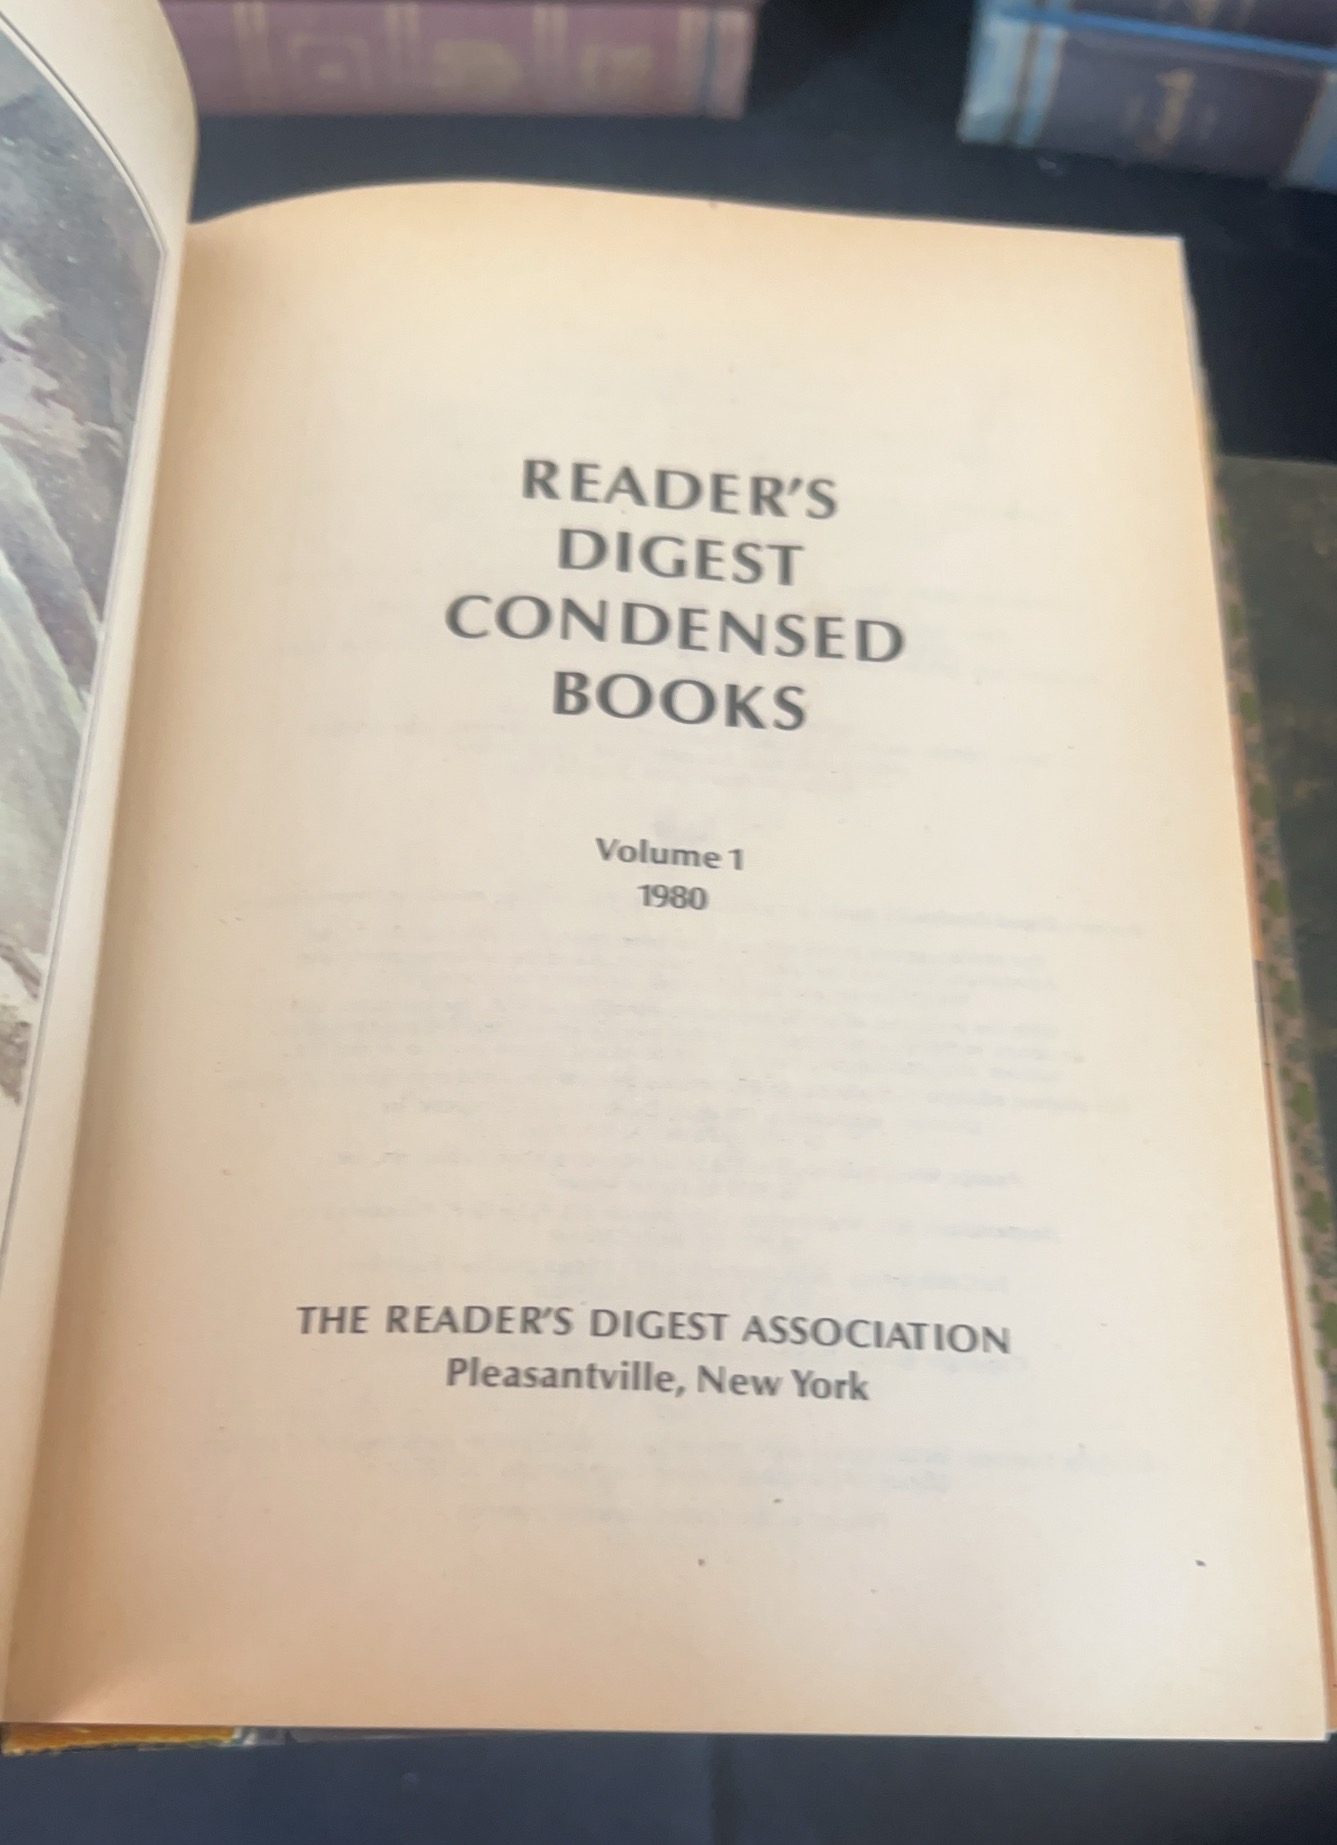 READER'S
DIGEST
CONDENSED
BOOKS
Volume 1
1980
THE READER'S DIGEST ASSOCIATION
Pleasantville, New York